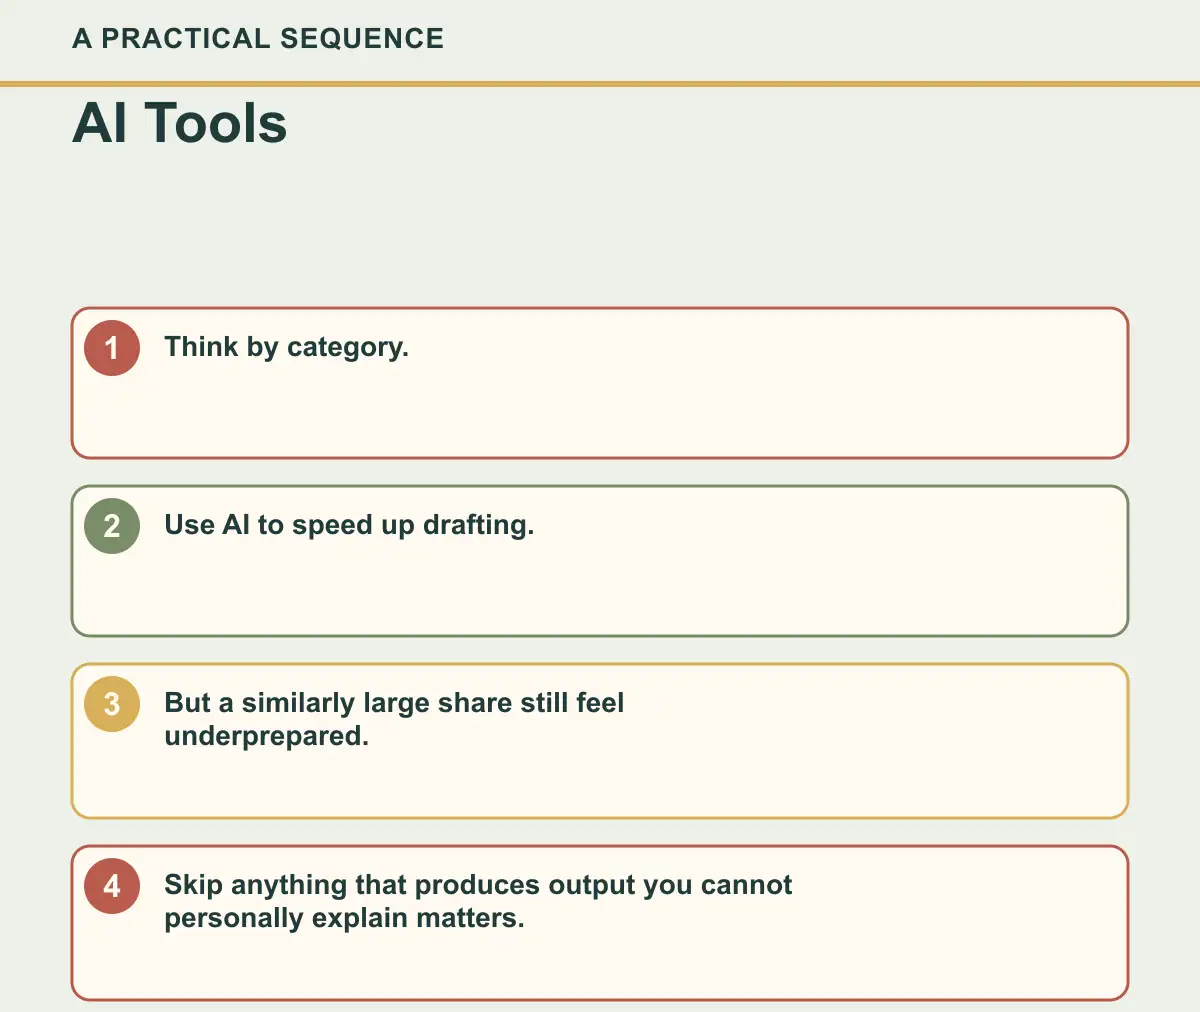 A PRACTICAL SEQUENCE
AI Tools
1
Think by category.
2
Use AI to speed up drafting.
3
But a similarly large share still feel
underprepared.
4
Skip anything that produces output you cannot
personally explain matters.